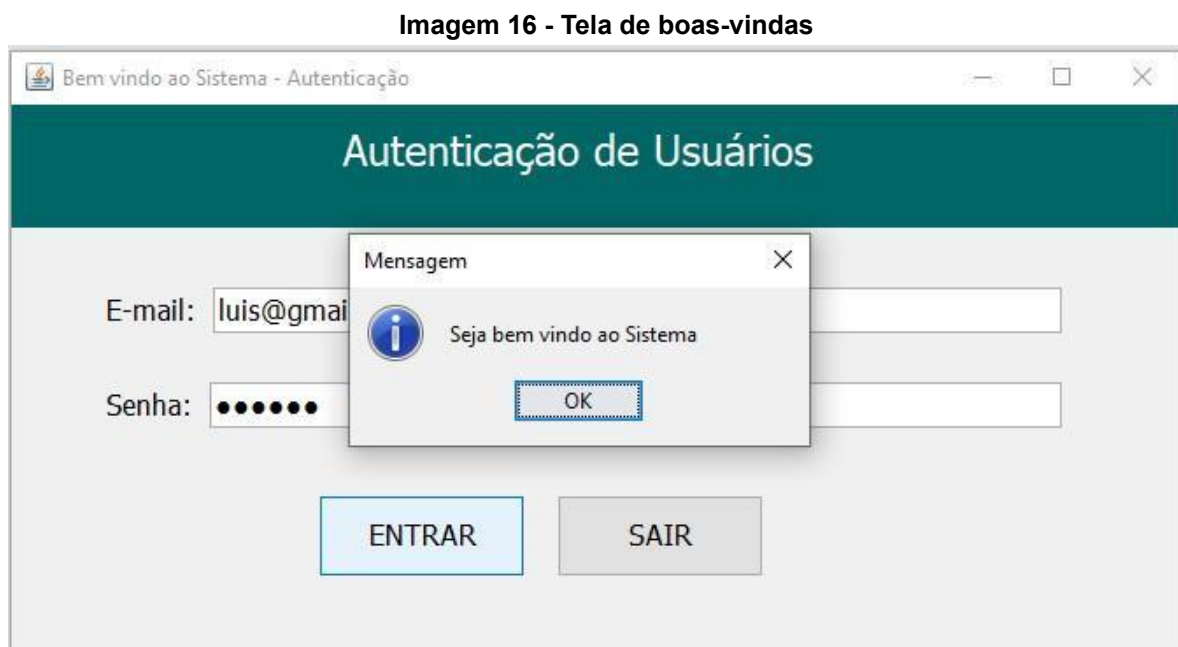 Imagem 16 - Tela de boas-vindas
Bem vindo ao Sistema - Autenticação
Autenticação de Usuários
Mensagem
E-mail: luis@gmai
Seja bem vindo ao Sistema
OK
Senha: ●●●●●●
ENTRAR SAIR